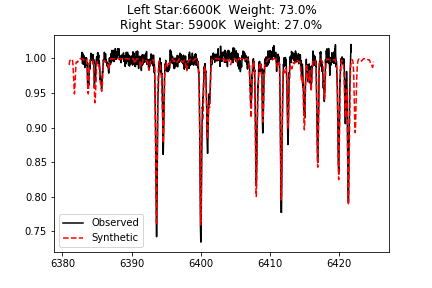 Left Star:6600K  Weight: 73.0%
Right Star: 5900K  Weight: 27.0%
1.00
0.95
0.90
0.85
0.80
0.75
Observed
Synthetic
6380
6390
6400
6410
6420